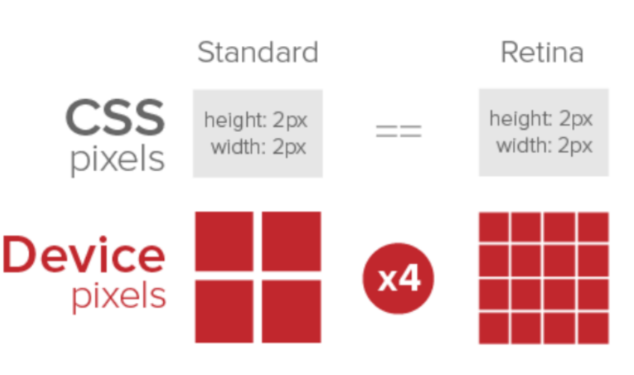 Standard
Retina
CSS
pixels
height: 2px
width: 2px
==
height: 2px
width: 2px
Device
pixels
x4